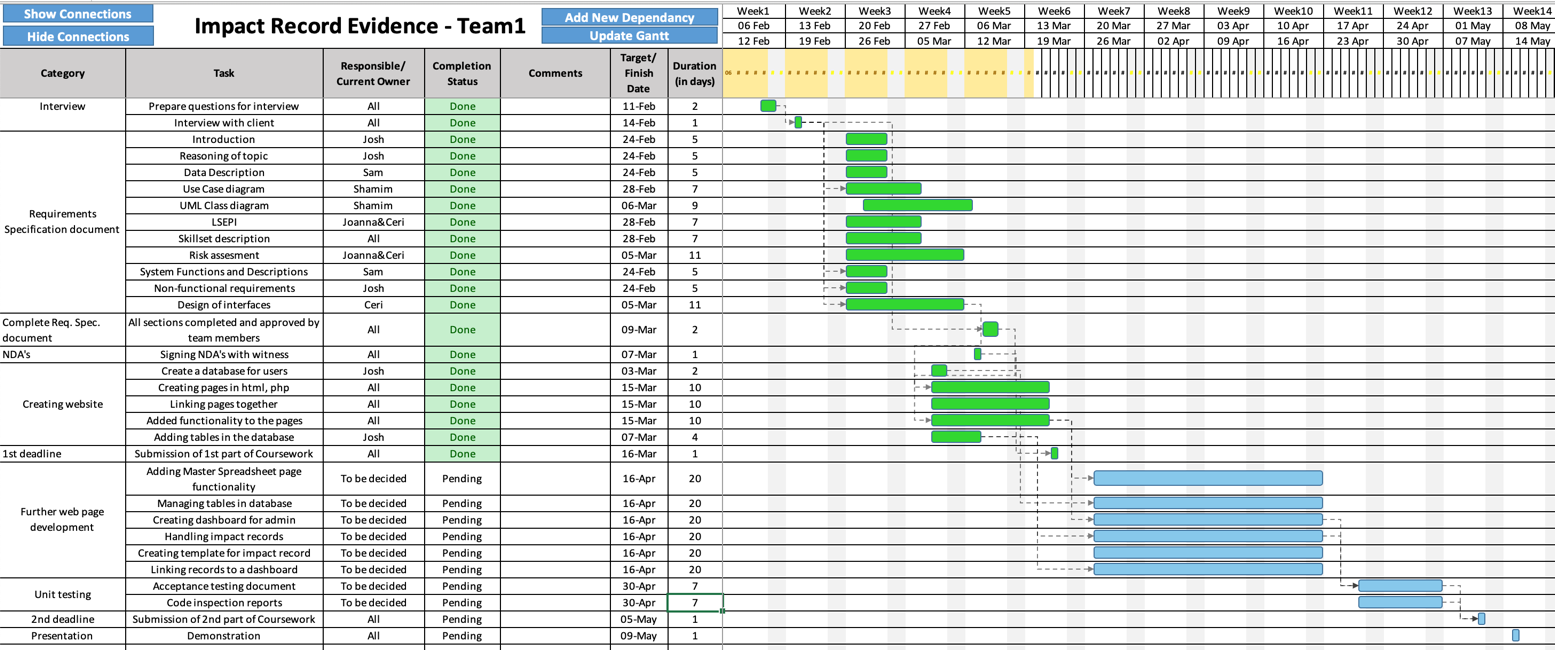 Show Connections
Hide Connections
Impact Record Evidence - Team1
Add New Dependancy
Update Gantt
Week1 Week2 Week3 Week4 Week5 Week6 Week7 Week8 Week9 Week10 Week11 Week12 Week13 Week14
06 Feb 13 Feb 20 Feb 27 Feb 06 Mar 13 Mar 20 Mar 27 Mar 03 Apr 10 Apr 17 Apr 24 Apr 01 May 08 May
12 Feb 19 Feb 26 Feb 05 Mar 12 Mar 19 Mar 26 Mar 02 Apr 09 Apr 16 Apr 23 Apr 30 Apr 07 May 14 May
Category Task Responsible/ Current Owner Completion Status Comments Target/ Finish Date Duration (in days)
Interview Prepare questions for interview All Done 11-Feb 2
Interview with client All Done 14-Feb 1
Requirements Specification document Introduction Josh Done 24-Feb 5
Reasoning of topic Josh Done 24-Feb 5
Data Description Sam Done 24-Feb 5
Use Case diagram Shamim Done 28-Feb 7
UML Class diagram Shamim Done 06-Mar 9
LSEPI Joanna&Ceri Done 28-Feb 7
Skillset description All Done 28-Feb 7
Risk assesment Joanna&Ceri Done 05-Mar 11
System Functions and Descriptions Sam Done 24-Feb 5
Non-functional requirements Josh Done 24-Feb 5
Design of interfaces Ceri Done 05-Mar 11
Complete Req. Spec. document All sections completed and approved by team members All Done 09-Mar 2
NDA's Signing NDA's with witness All Done 07-Mar 1
Creating website Create a database for users Josh Done 03-Mar 2
Creating pages in html, php All Done 15-Mar 10
Linking pages together All Done 15-Mar 10
Added functionality to the pages All Done 15-Mar 10
Adding tables in the database Josh Done 07-Mar 4
1st deadline Submission of 1st part of Coursework All Done 16-Mar 1
Further web page development Adding Master Spreadsheet page functionality To be decided Pending 16-Apr 20
Managing tables in database To be decided Pending 16-Apr 20
Creating dashboard for admin To be decided Pending 16-Apr 20
Handling impact records To be decided Pending 16-Apr 20
Creating template for impact record To be decided Pending 16-Apr 20
Linking records to a dashboard To be decided Pending 16-Apr 20
Unit testing Acceptance testing document To be decided Pending 30-Apr 7
Code inspection reports To be decided Pending 30-Apr 7
2nd deadline Submission of 2nd part of Coursework All Pending 05-May 1
Presentation Demonstration All Pending 09-May 1